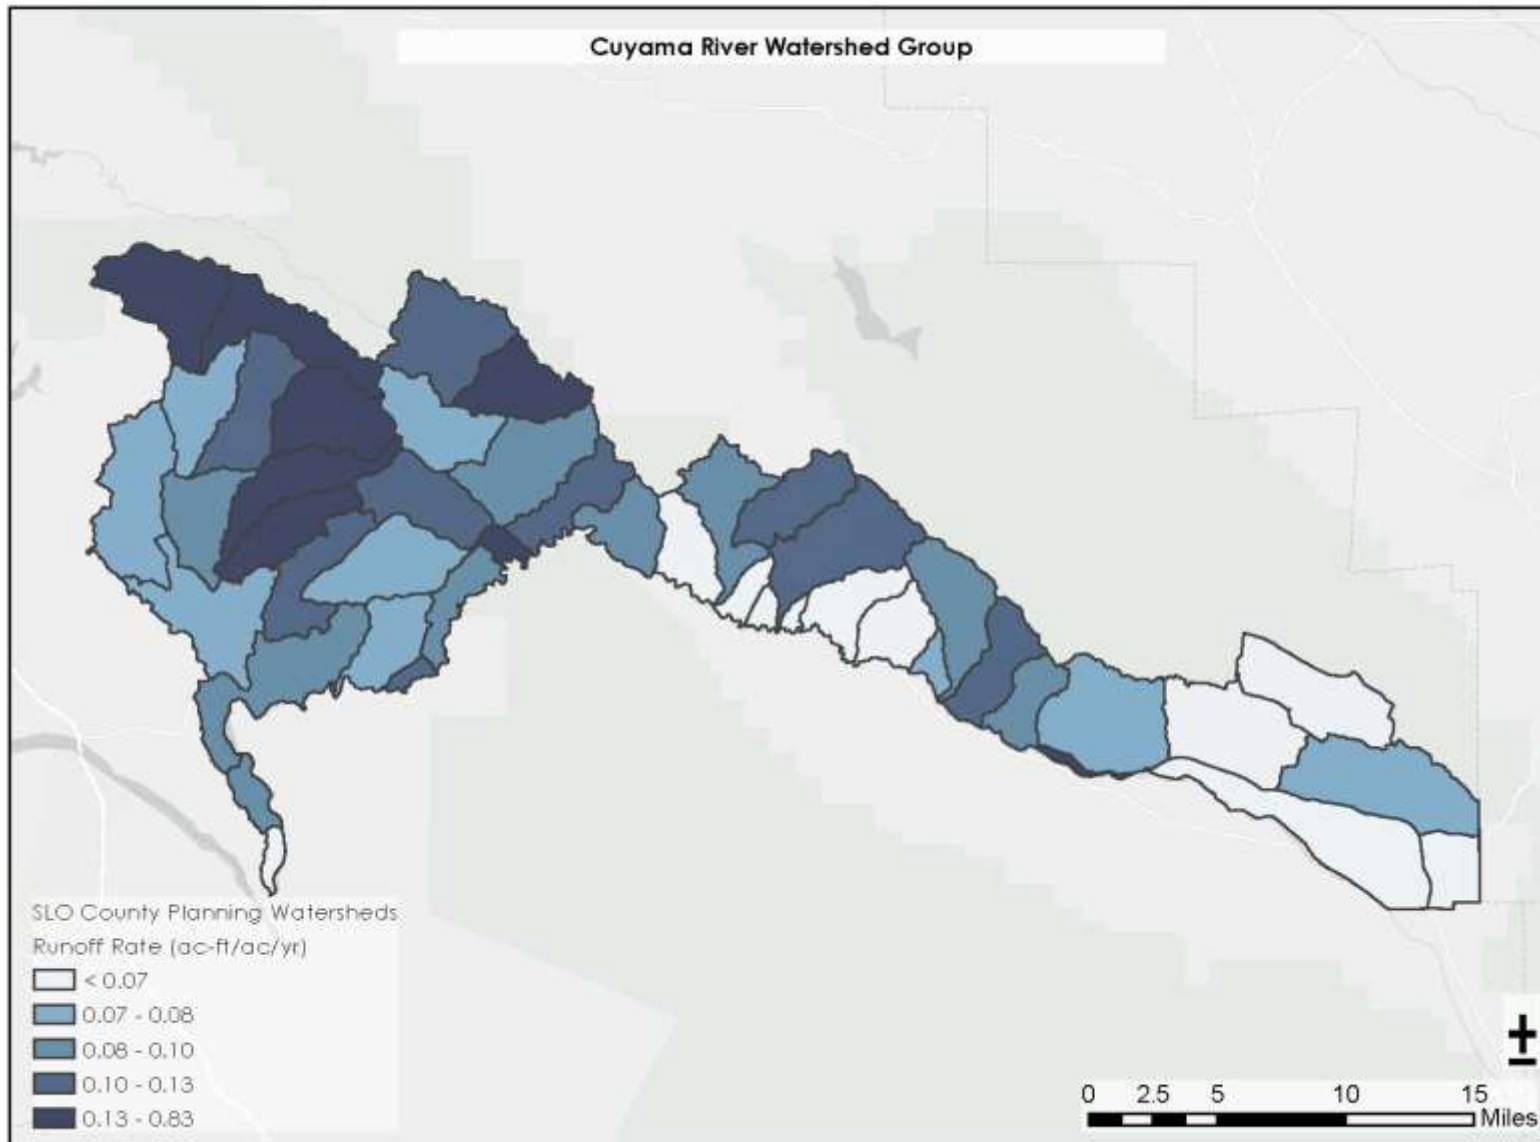 Cuyama River Watershed Group
SLO County Planning Watersheds
Runoff Rate (ac-ft/ac/yr)
< 0.07
0.07 - 0.08
0.08 - 0.10
0.10 - 0.13
0.13 - 0.83
0 2.5 5 10 15
Miles